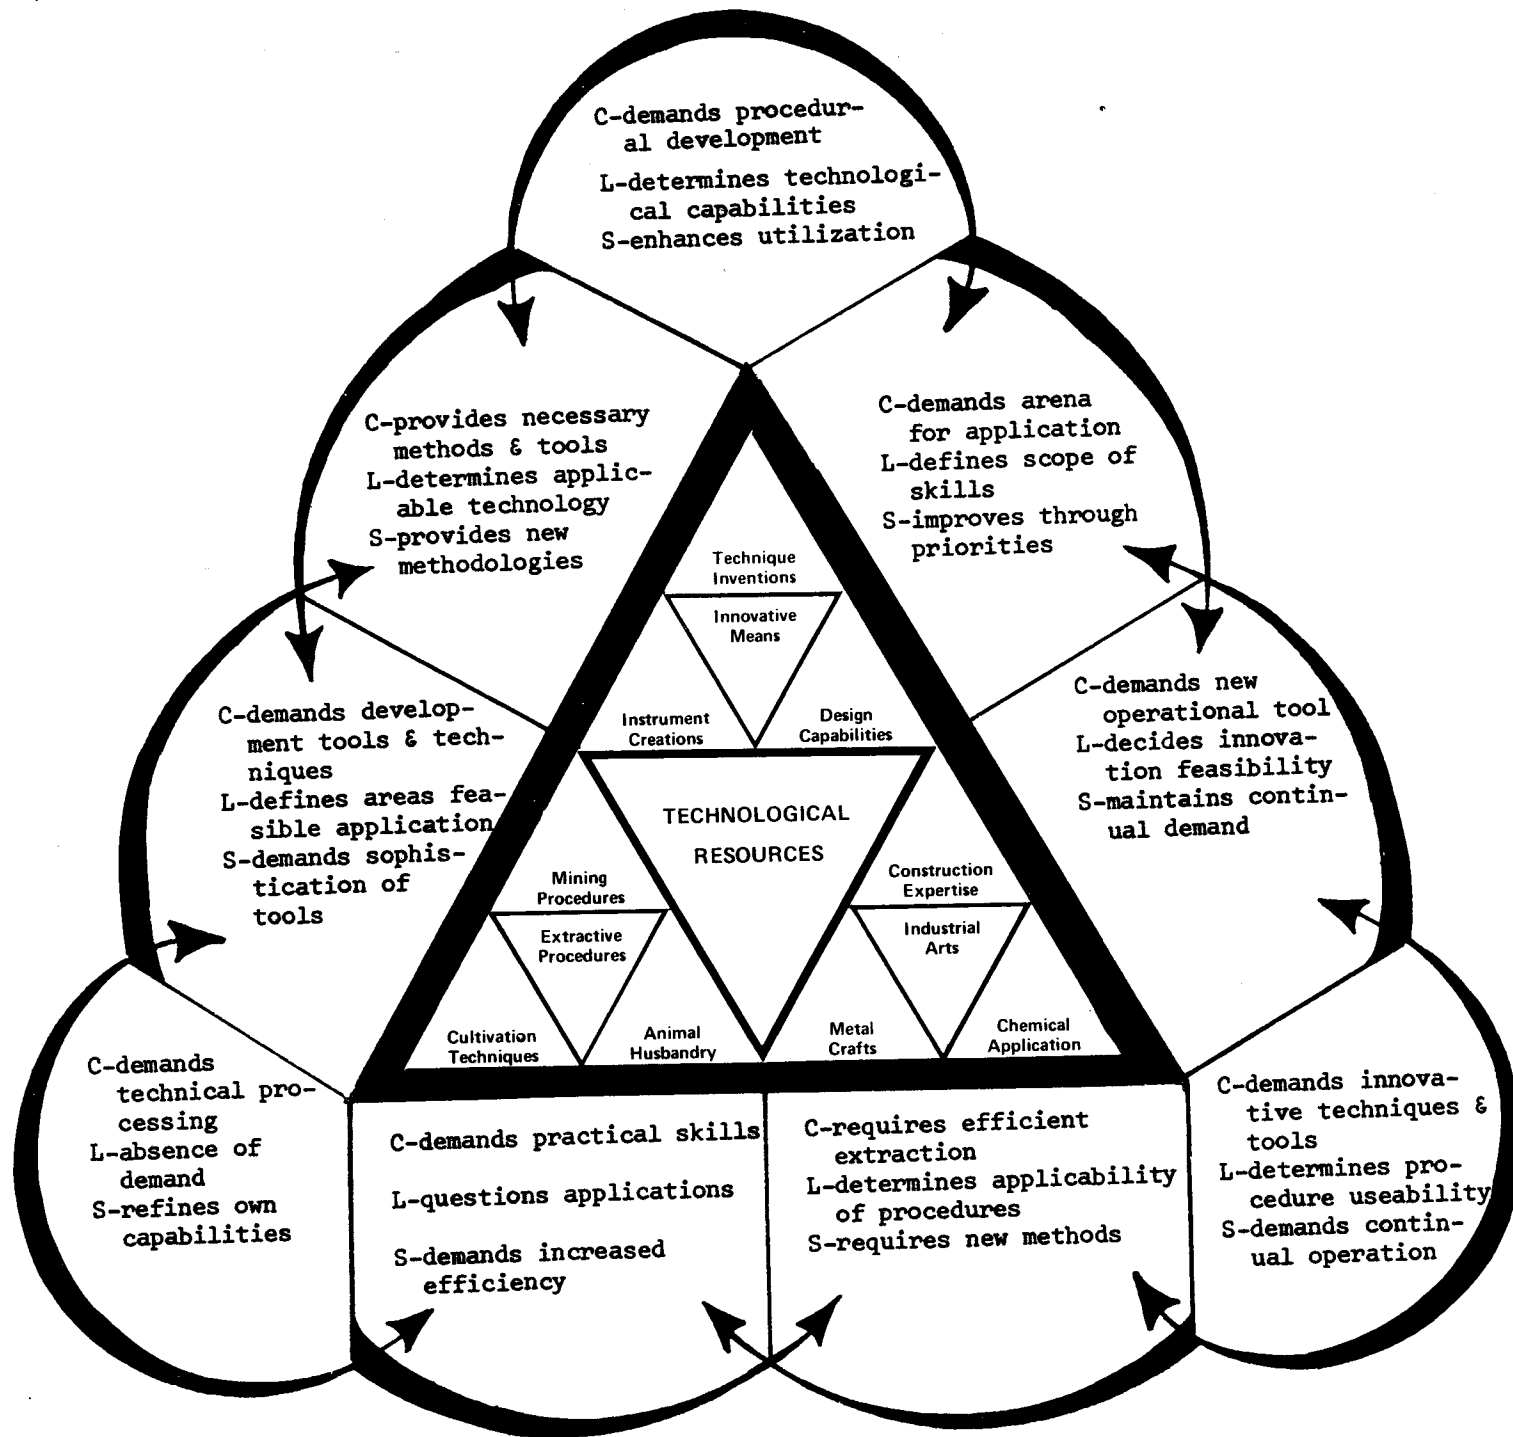 C-demands procedur-
al development
L-determines technologi-
cal capabilities
S-enhances utilization
C-provides necessary
methods & tools
L-determines applic-
able technology
S-provides new
methodologies
C-demands arena
for application
L-defines scope of
skills
S-improves through
priorities
Technique
Inventions
Innovative
Means
Instrument
Creations
Design
Capabilities
C-demands develop-
ment tools & tech-
niques
L-defines areas fea-
sible application
S-demands sophis-
tication of
tools
C-demands new
operational tool
L-decides innova-
tion feasibility
S-maintains contin-
ual demand
TECHNOLOGICAL
RESOURCES
Mining
Procedures
Extractive
Procedures
Cultivation
Techniques
Animal
Husbandry
Construction
Expertise
Industrial
Arts
Metal
Crafts
Chemical
Application
C-demands
technical pro-
cessing
L-absence of
demand
S-refines own
capabilities
C-demands practical skills
L-questions applications
S-demands increased
efficiency
C-requires efficient
extraction
L-determines applicability
of procedures
S-requires new methods
C-demands innova-
tive techniques &
tools
L-determines pro-
cedure useability
S-demands contin-
ual operation